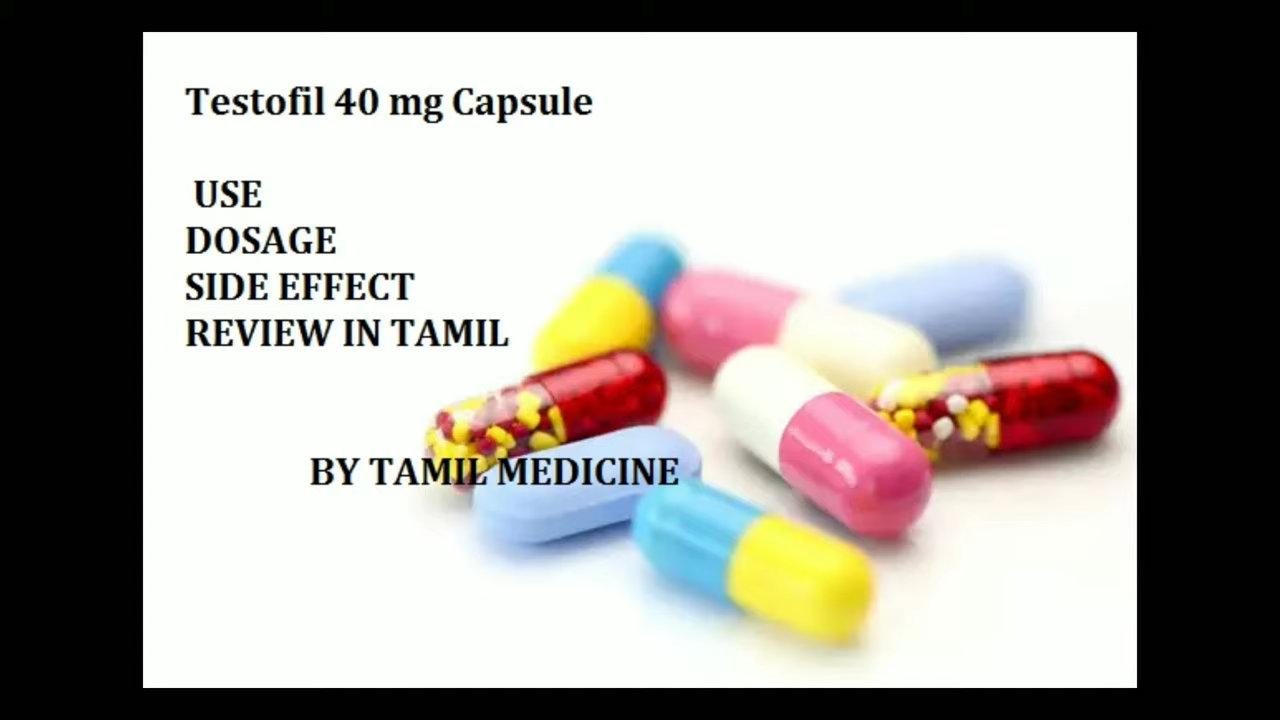 Testofil 40 mg Capsule
USE
DOSAGE
SIDE EFFECT
REVIEW IN TAMIL
BY TAMIL MEDICINE